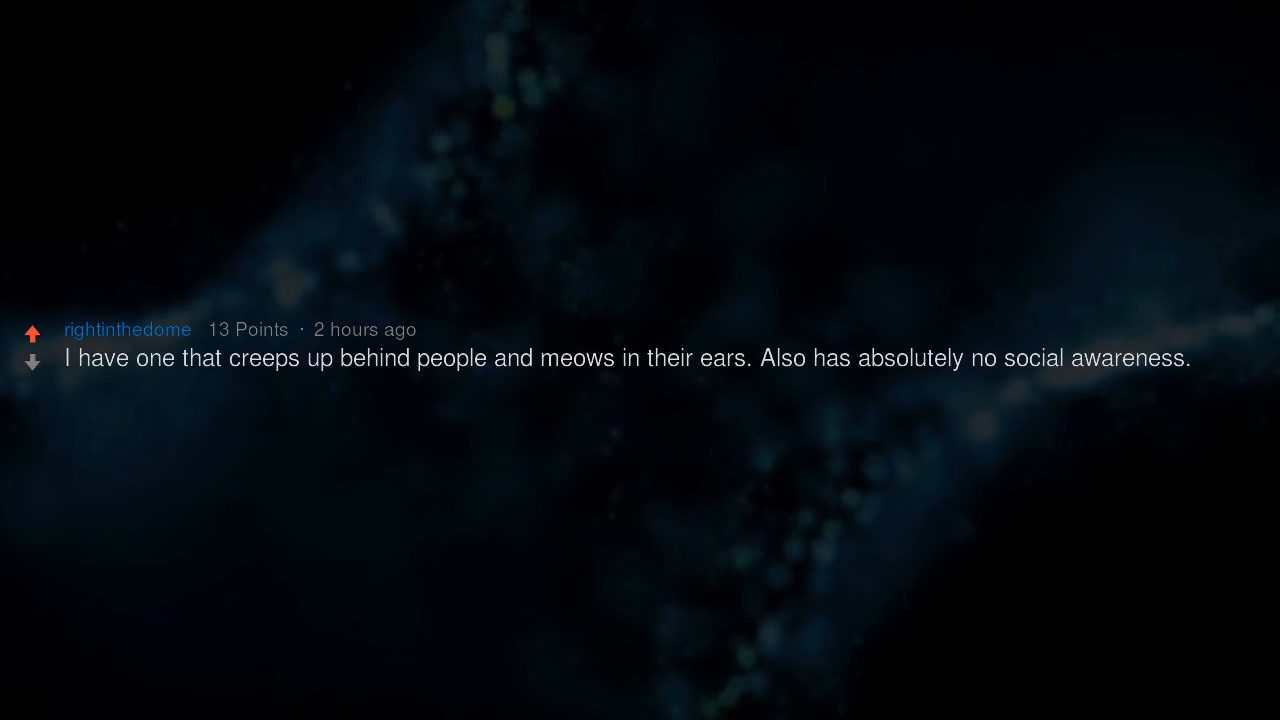 rightinthedome 13 Points · 2 hours ago
I have one that creeps up behind people and meows in their ears. Also has absolutely no social awareness.